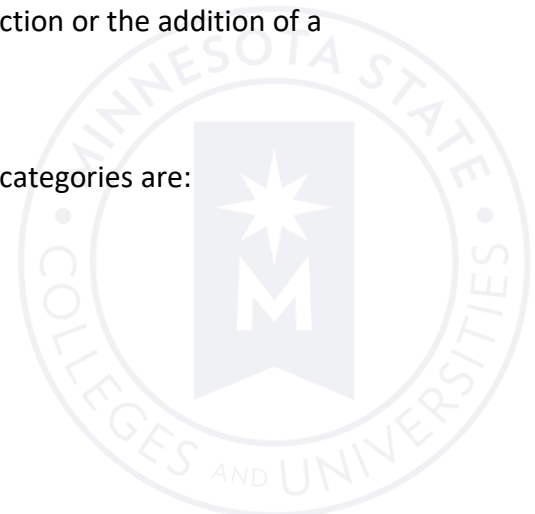 ction or the addition of a
categories are:
MINNESOTA STATE
COLLEGES AND UNIVERSITIES
M